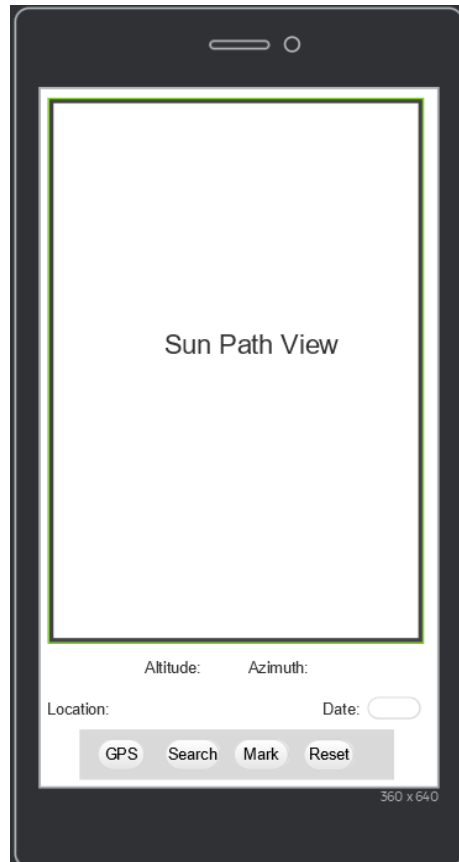 Sun Path View
Altitude: Azimuth:
Location: Date:
GPS Search Mark Reset
360 x 640